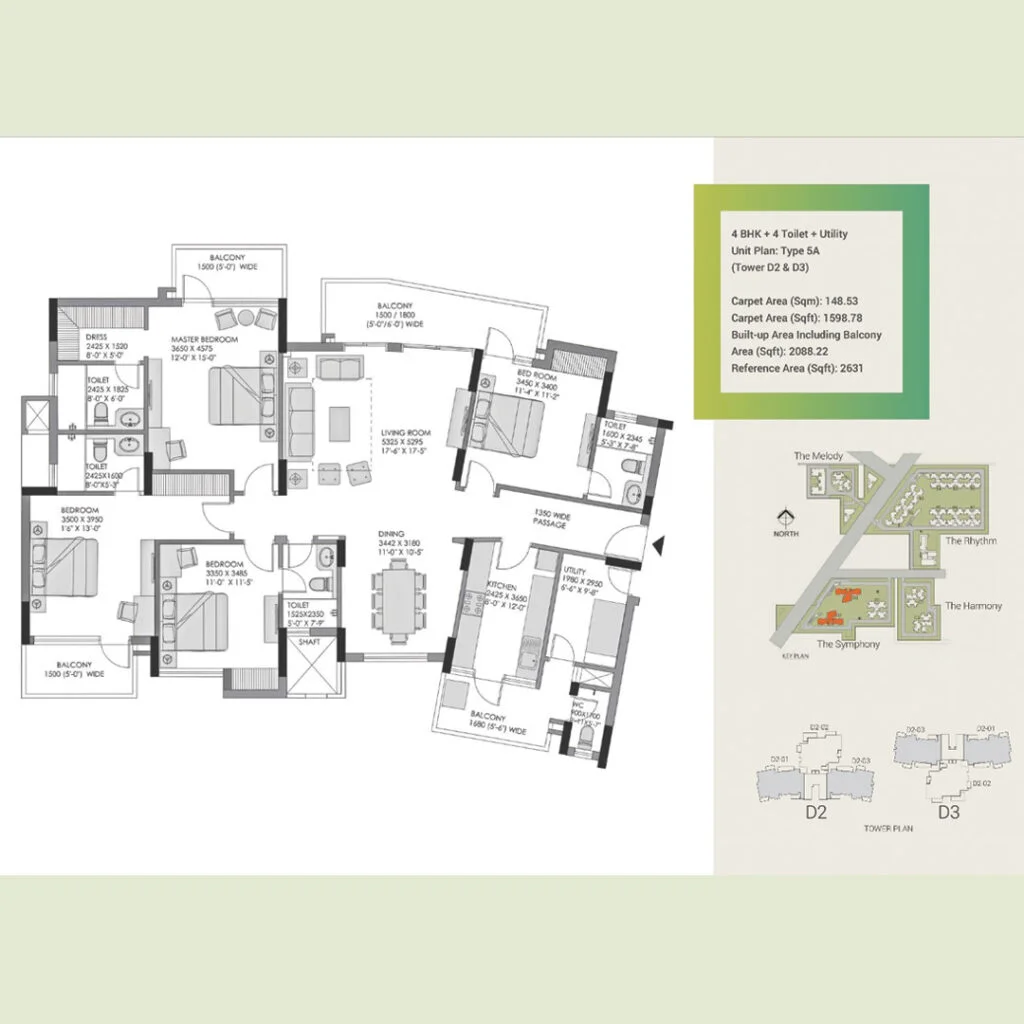 BALCONY
1500 (5'-0") WIDE
BALCONY
1500 / 1800
(5'-0"/6'-0") WIDE
DRESS
2425 X 1520
8'-0" X 5'-0"
MASTER BEDROOM
3650 X 4575
12'-0" X 15'-0"
TOILET
2425 X 1825
8'-0" X 6'-0"
TOILET
2425X1600
8'-0"X5'-3"
BED ROOM
3450 X 3400
11'-4" X 11'-2"
TOILET
1600 X 2345
5'-3" X 7'-8"
LIVING ROOM
5325 X 5295
17'-6" X 17'-5"
1350 WIDE
PASSAGE
BEDROOM
3500 X 3950
1'6" X 13'-0"
BEDROOM
3350 X 3485
11'-0" X 11'-5"
DINING
3442 X 3180
11'-0" X 10'-5"
TOILET
1525X2350
5'-0" X 7'-9"
SHAFT
KITCHEN
2425 X 3650
8'-0" X 12'-0"
UTILITY
1980 X 2950
6'-6" X 9'-8"
BALCONY
1500 (5'-0") WIDE
BALCONY
1680 (5'-6") WIDE
WC
4 BHK + 4 Toilet + Utility
Unit Plan: Type 5A
(Tower D2 & D3)
Carpet Area (Sqm): 148.53
Carpet Area (Sqft): 1598.78
Built-up Area Including Balcony
Area (Sqft): 2088.22
Reference Area (Sqft): 2631
The Melody
NORTH
The Rhythm
The Harmony
The Symphony
KEY PLAN
D2-02
D2-01
D2-03
D2
D2-03
D2-01
D2-02
D3
TOWER PLAN